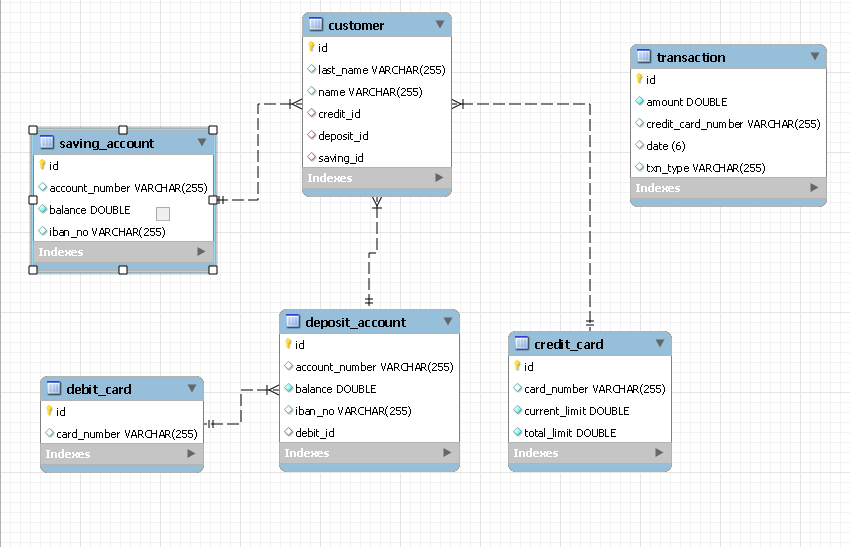 customer
id
last_name VARCHAR(255)
name VARCHAR(255)
credit_id
deposit_id
saving_id
Indexes
transaction
id
amount DOUBLE
credit_card_number VARCHAR(255)
date (6)
txn_type VARCHAR(255)
Indexes
saving_account
id
account_number VARCHAR(255)
balance DOUBLE
iban_no VARCHAR(255)
Indexes
deposit_account
id
account_number VARCHAR(255)
balance DOUBLE
iban_no VARCHAR(255)
debit_id
Indexes
credit_card
id
card_number VARCHAR(255)
current_limit DOUBLE
total_limit DOUBLE
Indexes
debit_card
id
card_number VARCHAR(255)
Indexes